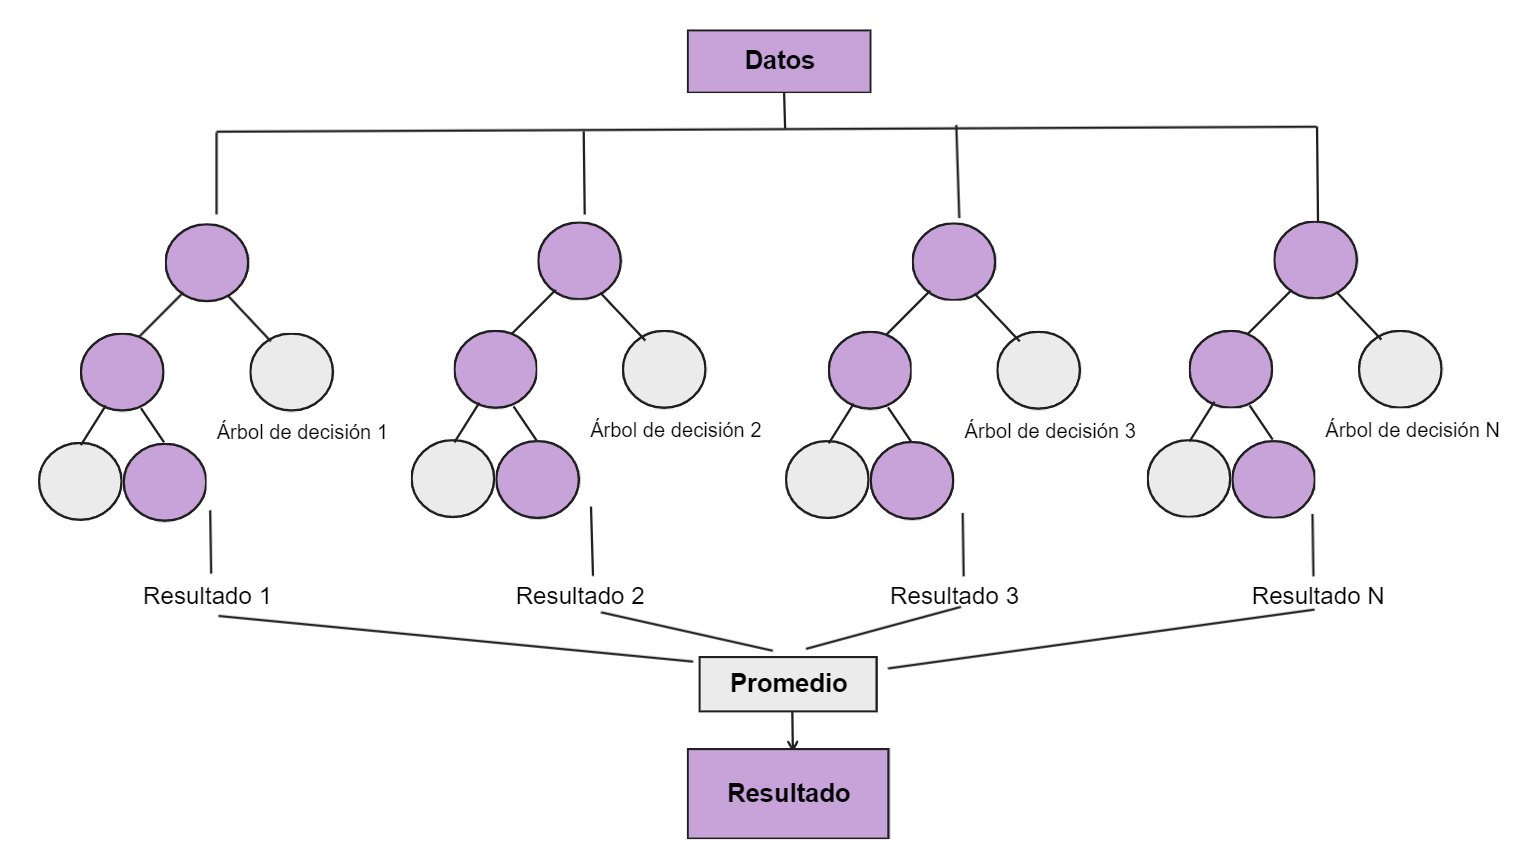 Datos
Árbol de decisión 1
Árbol de decisión 2
Árbol de decisión 3
Árbol de decisión N
Resultado 1
Resultado 2
Resultado 3
Resultado N
Promedio
Resultado